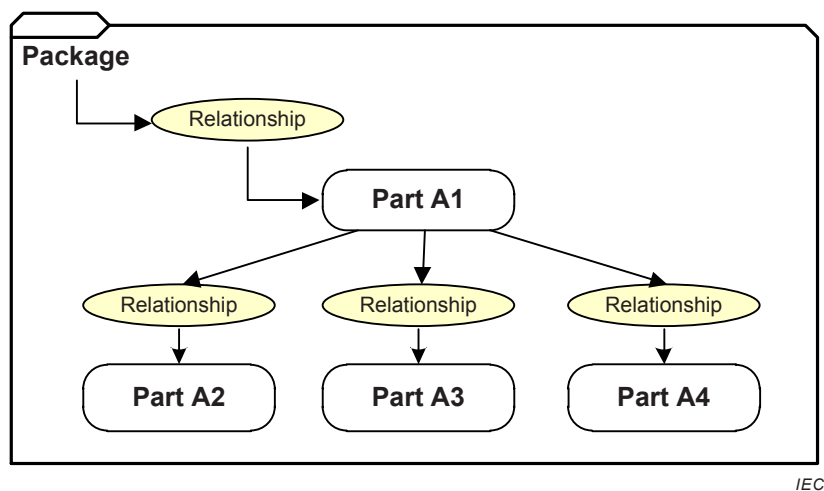 Package
Relationship
Part A1
Relationship
Relationship
Relationship
Part A2
Part A3
Part A4
IEC